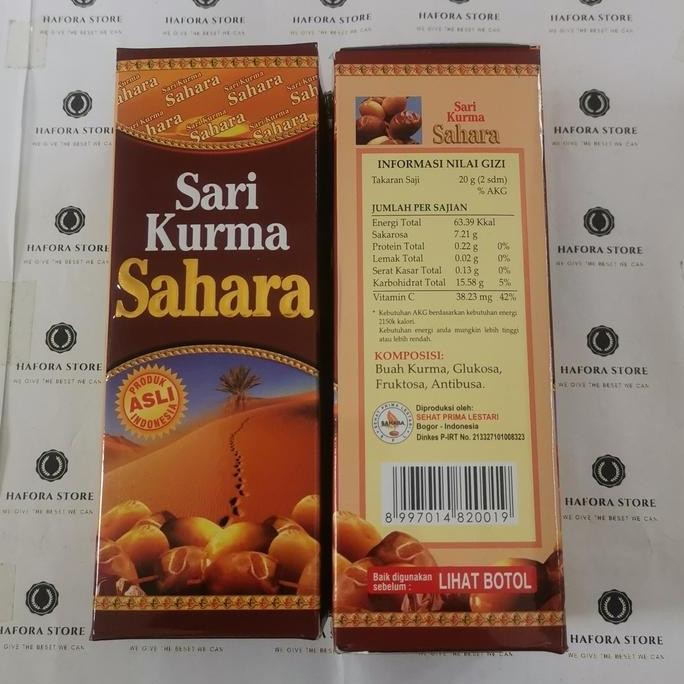 HAFORA STORE
WE GIVE THE BESET WE CAN
Sari Kurma
Sahara
Sari
Kurma
Sahara
PRODUK
ASLI
INDONESIA
Sari
Kurma
Sahara
INFORMASI NILAI GIZI
Takaran Saji 20 g (2 sdm)
% AKG
JUMLAH PER SAJIAN
Energi Total 63.39 Kkal
Sakarosa 7.21 g
Protein Total 0.22 g 0%
Lemak Total 0.02 g 0%
Serat Kasar Total 0.13 g 0%
Karbohidrat Total 15.58 g 5%
Vitamin C 38.23 mg 42%
* Kebutuhan AKG berdasarkan kebutuhan energi
2150k kalori.
Kebutuhan energi anda mungkin lebih tinggi
atau lebih rendah.
KOMPOSISI:
Buah Kurma, Glukosa,
Fruktosa, Antibusa.
SEHAT PRIMA LESTARI
SAHARA
Diproduksi oleh:
SEHAT PRIMA LESTARI
Bogor - Indonesia
Dinkes P-IRT No. 213327101008323
8 997014 820019
Baik digunakan
sebelum : LIHAT BOTOL